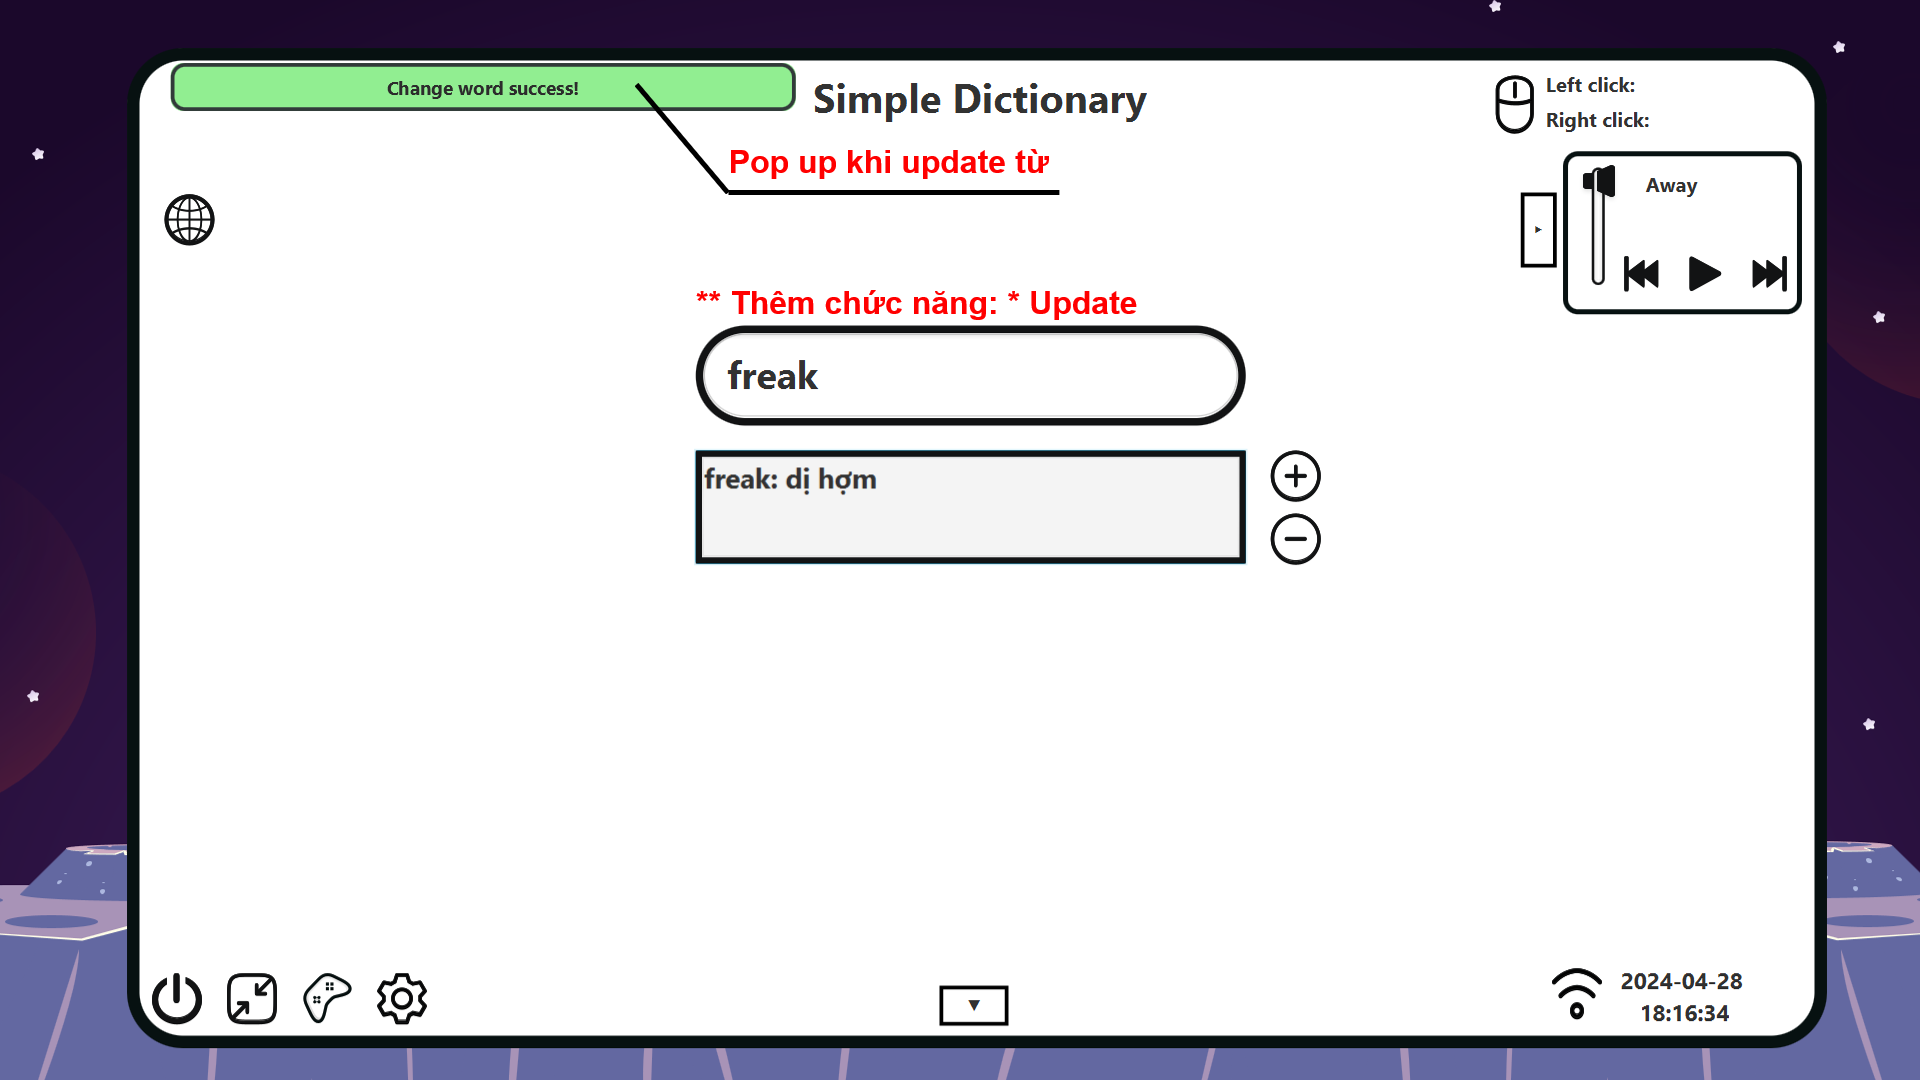 Change word success!
Simple Dictionary
Left click:
Right click:
Pop up khi update từ
Away
** Thêm chức năng: * Update
freak
freak: dị hợm
2024-04-28
18:16:34